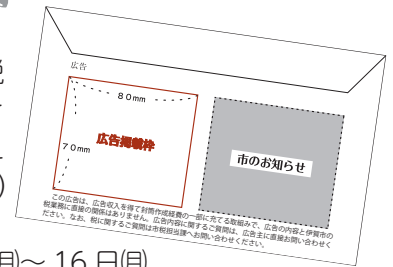 広告
80mm
70mm
広告掲載枠
市のお知らせ
この広告は、広告収入を得て封筒作成経費の一部に充てる取組みで、広告の内容と伊賀市の
税業務に直接の関係はありません。広告内容に関するご質問は、広告主に直接お問い合わせく
ださい。なお、税に関するご質問は市税担当課へお問い合わせください。
㈪～ 16 日㈪